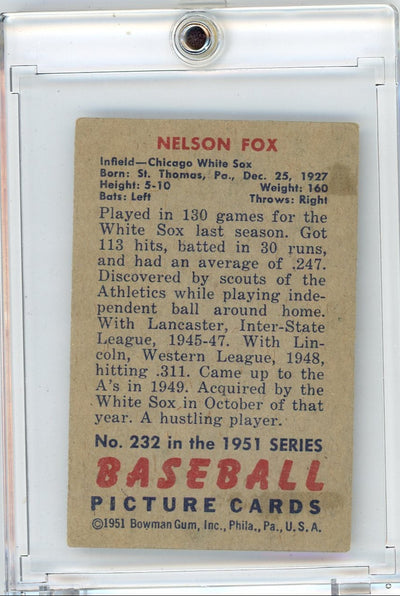 NELSON FOX
Infield—Chicago White Sox
Born: St. Thomas, Pa., Dec. 25, 1927
Height: 5-10 Weight: 160
Bats: Left Throws: Right
Played in 130 games for the
White Sox last season. Got
113 hits, batted in 30 runs,
and had an average of .247.
Discovered by scouts of the
Athletics while playing inde-
pendent ball around home.
With Lancaster, Inter-State
League, 1945-47. With Lin-
coln, Western League, 1948,
hitting .311. Came up to the
A's in 1949. Acquired by the
White Sox in October of that
year. A hustling player.
No. 232 in the 1951 SERIES
BASEBALL
PICTURE CARDS
©1951 Bowman Gum, Inc., Phila., Pa., U.S.A.